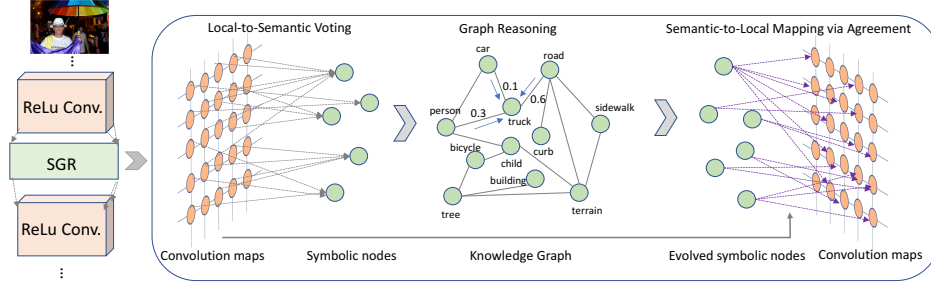 Local-to-Semantic Voting
Graph Reasoning
Semantic-to-Local Mapping via Agreement
ReLu Conv.
SGR
ReLu Conv.
car
road
0.1
person
0.3
0.6
truck
sidewalk
bicycle
child
curb
building
tree
terrain
Convolution maps
Symbolic nodes
Knowledge Graph
Evolved symbolic nodes
Convolution maps